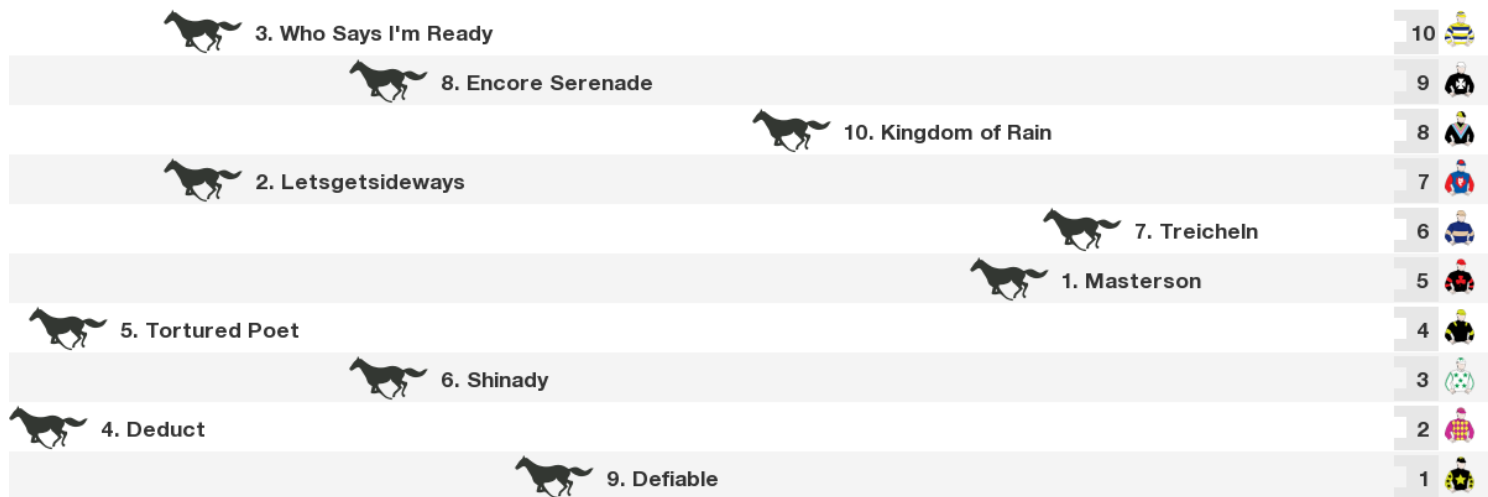 3. Who Says I'm Ready 10
8. Encore Serenade 9
10. Kingdom of Rain 8
2. Letsgetsideways 7
7. Treicheln 6
1. Masterson 5
5. Tortured Poet 4
6. Shinady 3
4. Deduct 2
9. Defiable 1